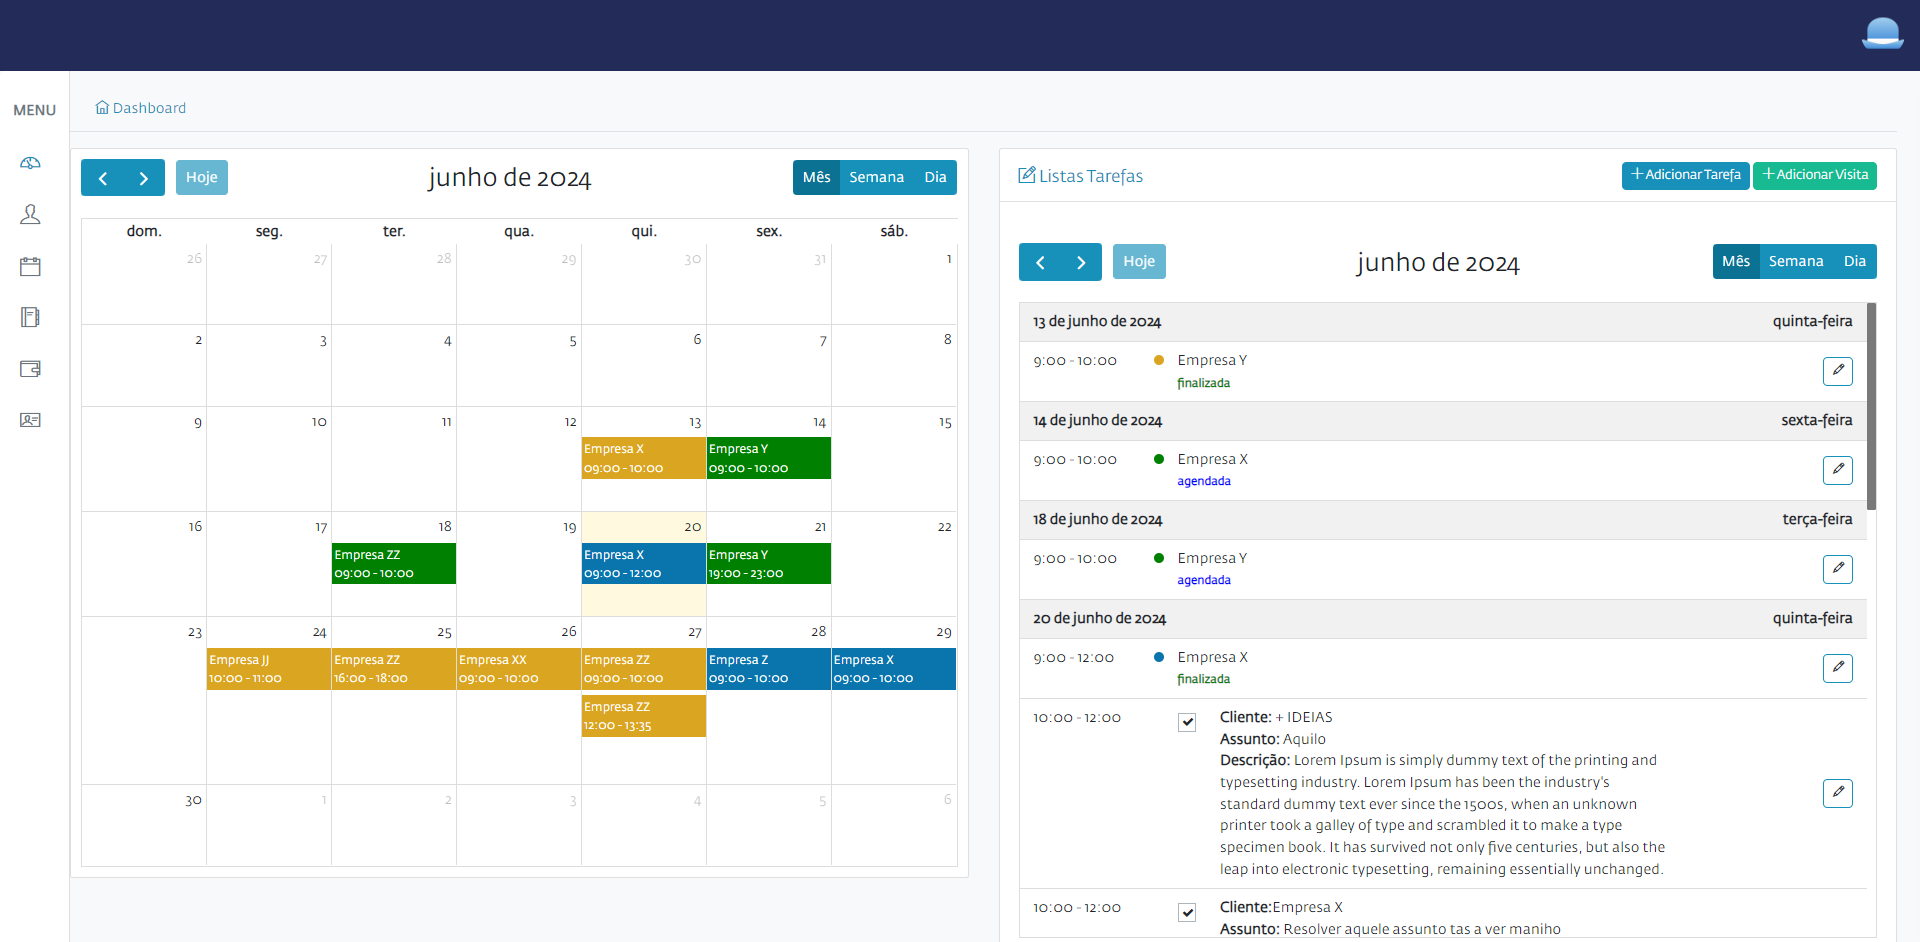 MENU
Dashboard
Hoje
junho de 2024
Mês Semana Dia
dom. seg. ter. qua. qui. sex. sáb.
26 27 28 29 30 31 1
2 3 4 5 6 7 8
9 10 11 12 13 14 15
Empresa X Empresa Y
09:00 - 10:00 09:00 - 10:00
16 17 18 19 20 21 22
Empresa ZZ Empresa X Empresa Y
09:00 - 10:00 09:00 - 12:00 19:00 - 23:00
23 24 25 26 27 28 29
Empresa JJ Empresa ZZ Empresa XX Empresa ZZ Empresa Z Empresa X
10:00 - 11:00 16:00 - 18:00 09:00 - 10:00 09:00 - 10:00 09:00 - 10:00 09:00 - 10:00
Empresa ZZ
12:00 - 13:35
30 1 2 3 4 5 6
Listas Tarefas
+Adicionar Tarefa +Adicionar Visita
Hoje
junho de 2024
Mês Semana Dia
13 de junho de 2024 quinta-feira
9:00 - 10:00 Empresa Y
finalizada
14 de junho de 2024 sexta-feira
9:00 - 10:00 Empresa X
agendada
18 de junho de 2024 terça-feira
9:00 - 10:00 Empresa Y
agendada
20 de junho de 2024 quinta-feira
9:00 - 12:00 Empresa X
finalizada
10:00 - 12:00 Cliente: + IDEIAS
Assunto: Aquilo
Descrição: Lorem Ipsum is simply dummy text of the printing and
typesetting industry. Lorem Ipsum has been the industry's
standard dummy text ever since the 1500s, when an unknown
printer took a galley of type and scrambled it to make a type
specimen book. It has survived not only five centuries, but also the
leap into electronic typesetting, remaining essentially unchanged.
10:00 - 12:00 Cliente:Empresa X
Assunto: Resolver aquele assunto tas a ver maninho